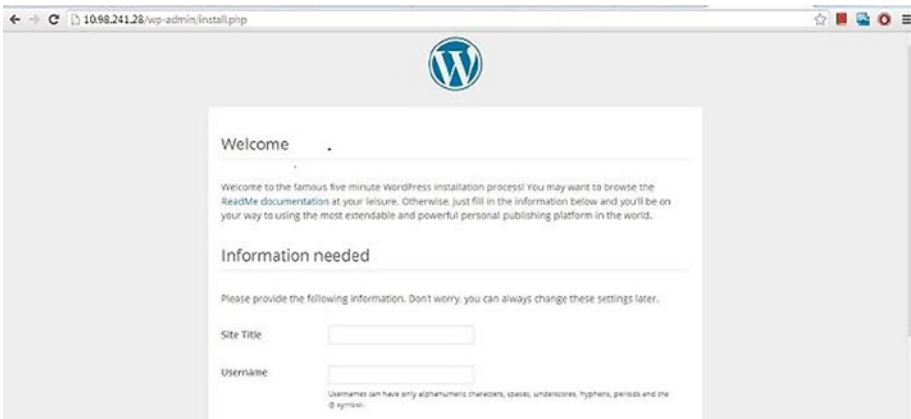 10.98.241.28/wp-admin/install.php
Welcome
Welcome to the famous five minute WordPress installation process! You may want to browse the
ReadMe documentation at your leisure. Otherwise, just fill in the information below and you'll be on
your way to using the most extendable and powerful personal publishing platform in the world.
Information needed
Please provide the following information. Don't worry, you can always change these settings later.
Site Title
Username
Usernames can have only alphanumeric characters, spaces, underscores, hyphens, periods and the
@ symbol.